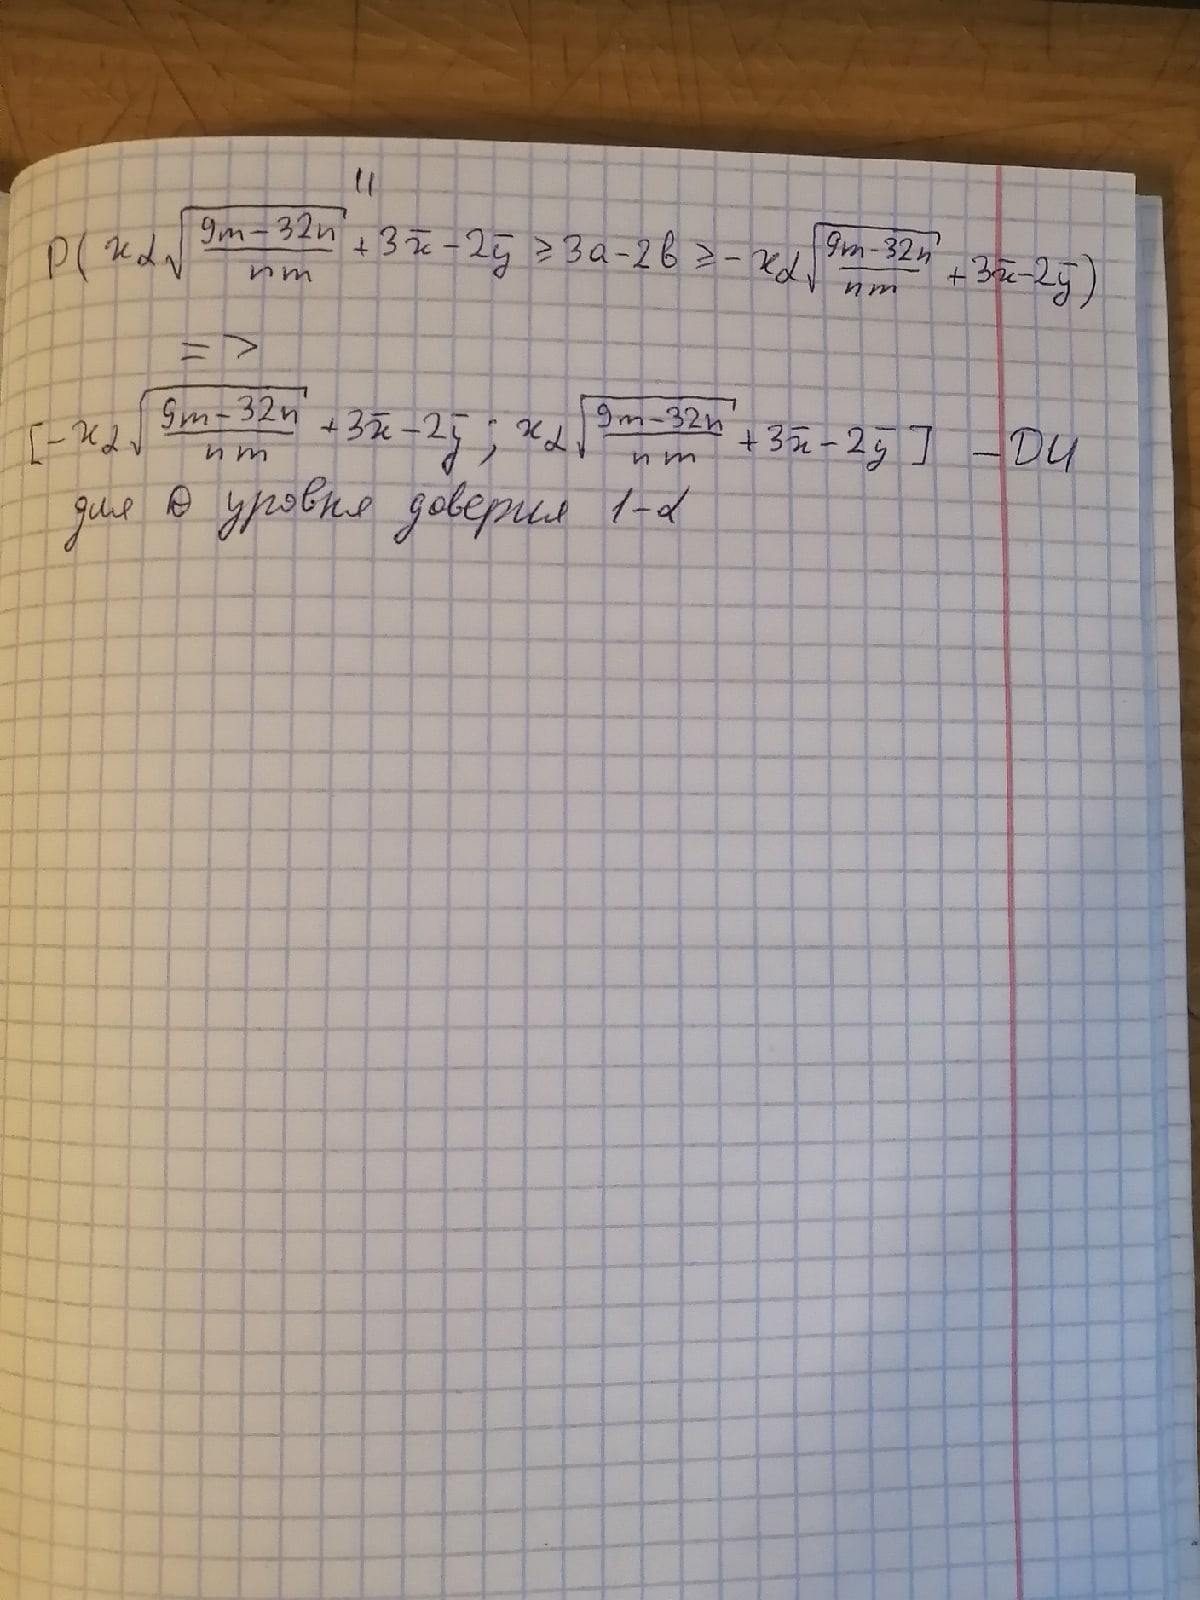 "
P( x_α √((9m-32n)/(nm)) + 3x̄ - 2ȳ ≥ 3a - 2b ≥ - x_α √((9m-32n)/(nm)) + 3x̄ - 2ȳ )
=>
[ - x_α √((9m-32n)/(nm)) + 3x̄ - 2ȳ ; x_α √((9m-32n)/(nm)) + 3x̄ - 2ȳ ] - ДИ
для уровня доверия 1-α